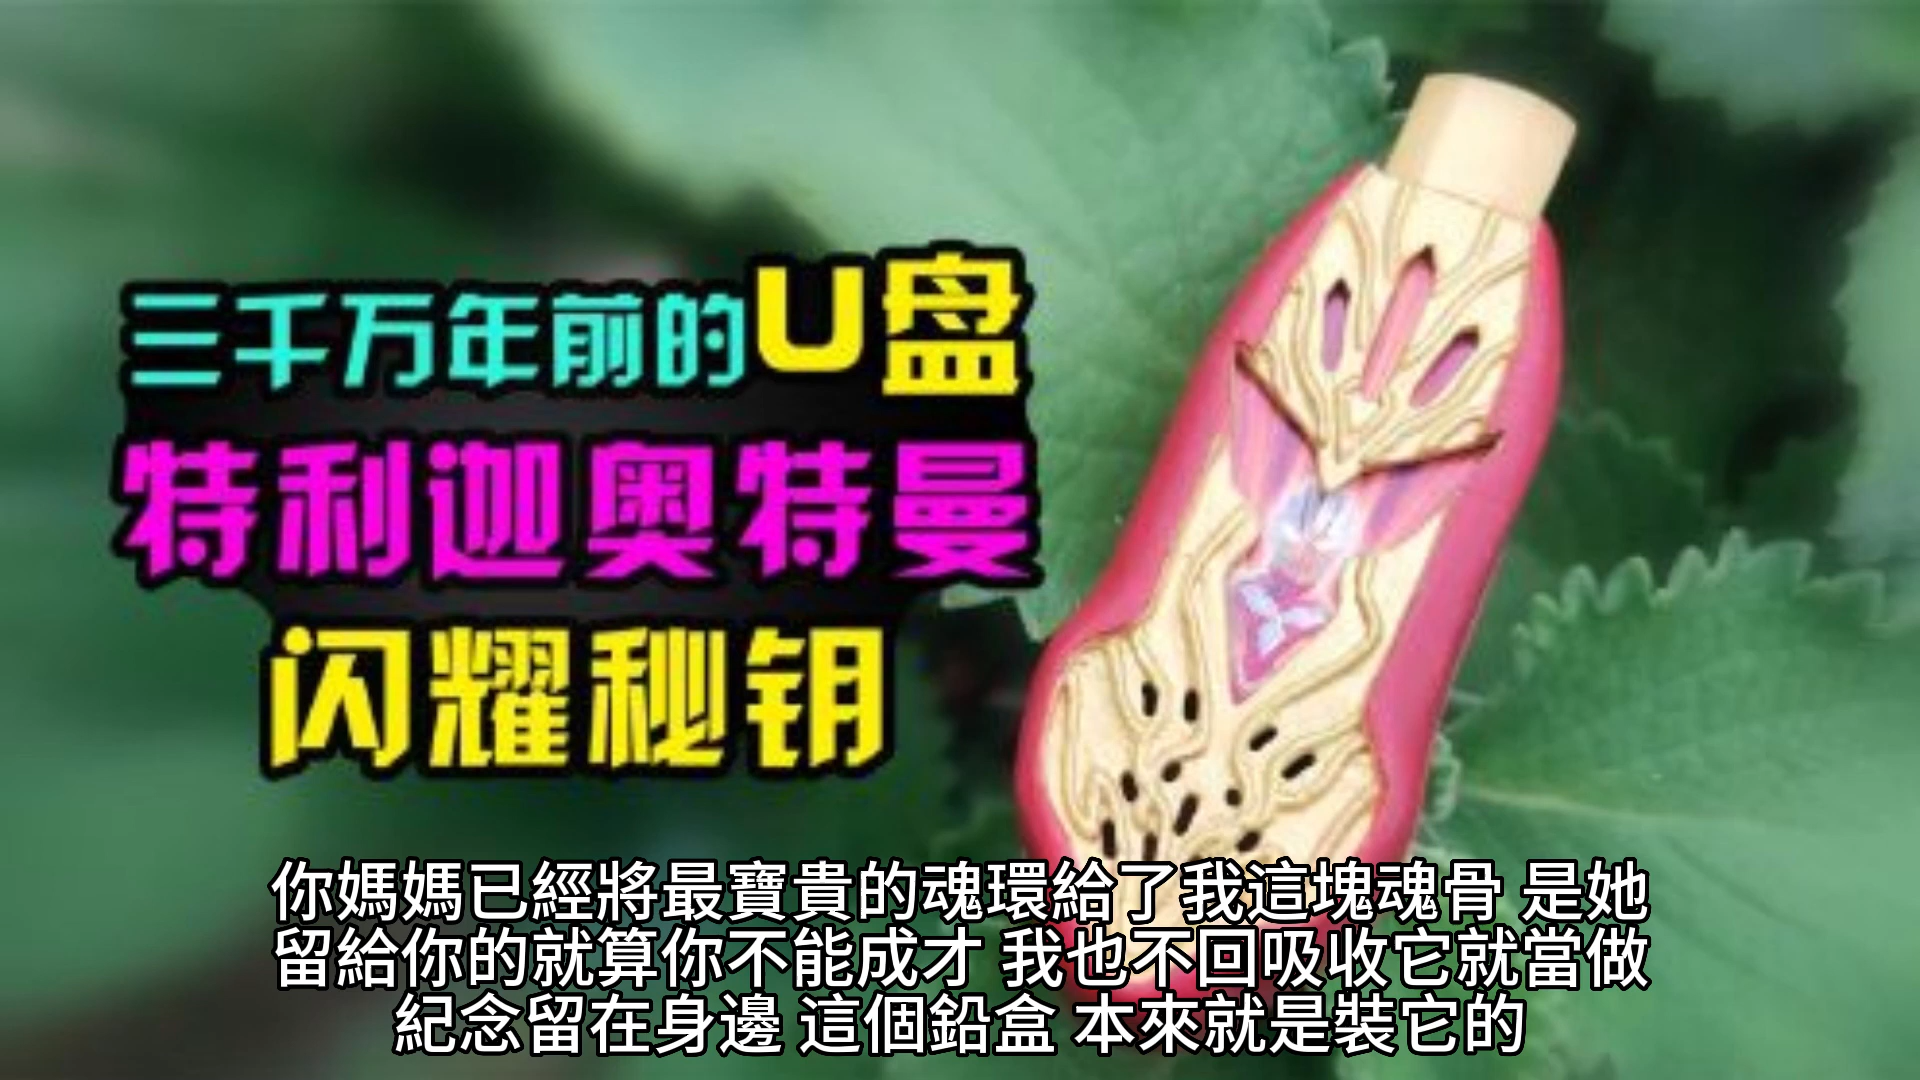 三千万年前的U盘
特利迦奥特曼
闪耀秘钥
你媽媽已經將最寶貴的魂環給了我這塊魂骨 是她
留給你的就算你不能成才 我也不回吸收它就當做
紀念留在身邊 這個鉛盒 本來就是裝它的